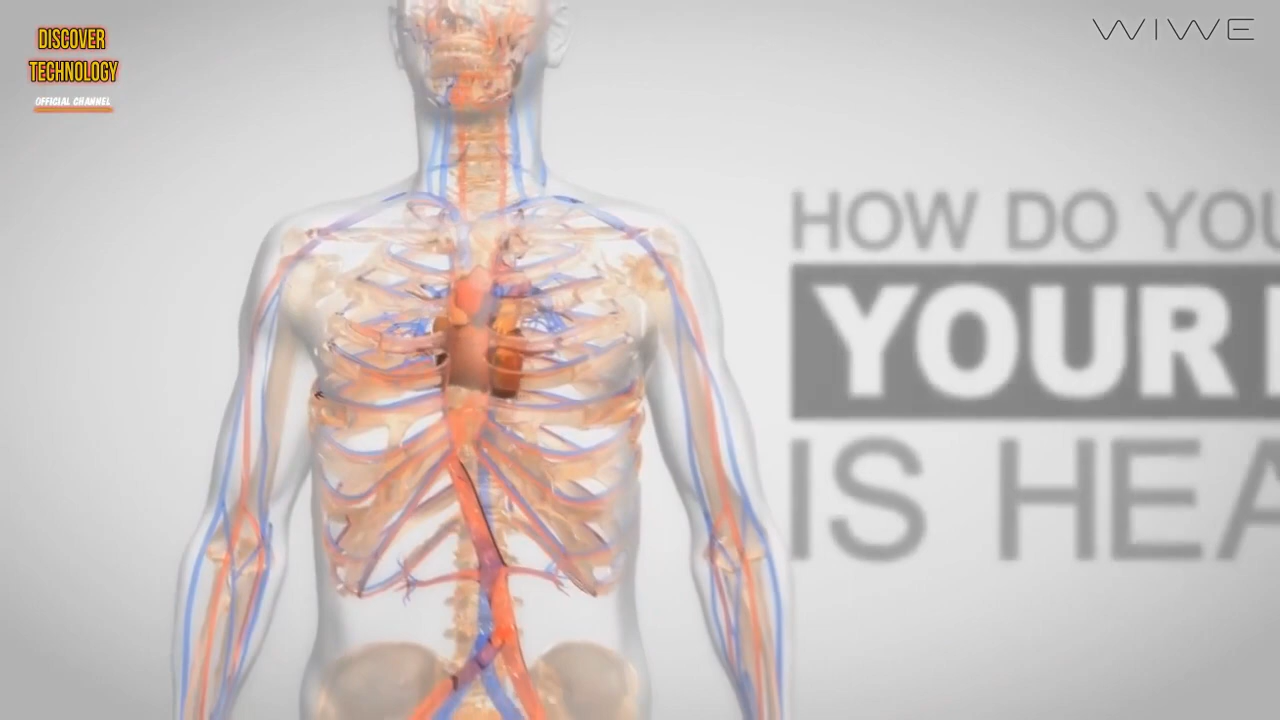 DISCOVER
TECHNOLOGY
OFFICIAL CHANNEL
WIWE
HOW DO YOU
YOUR
IS HEA